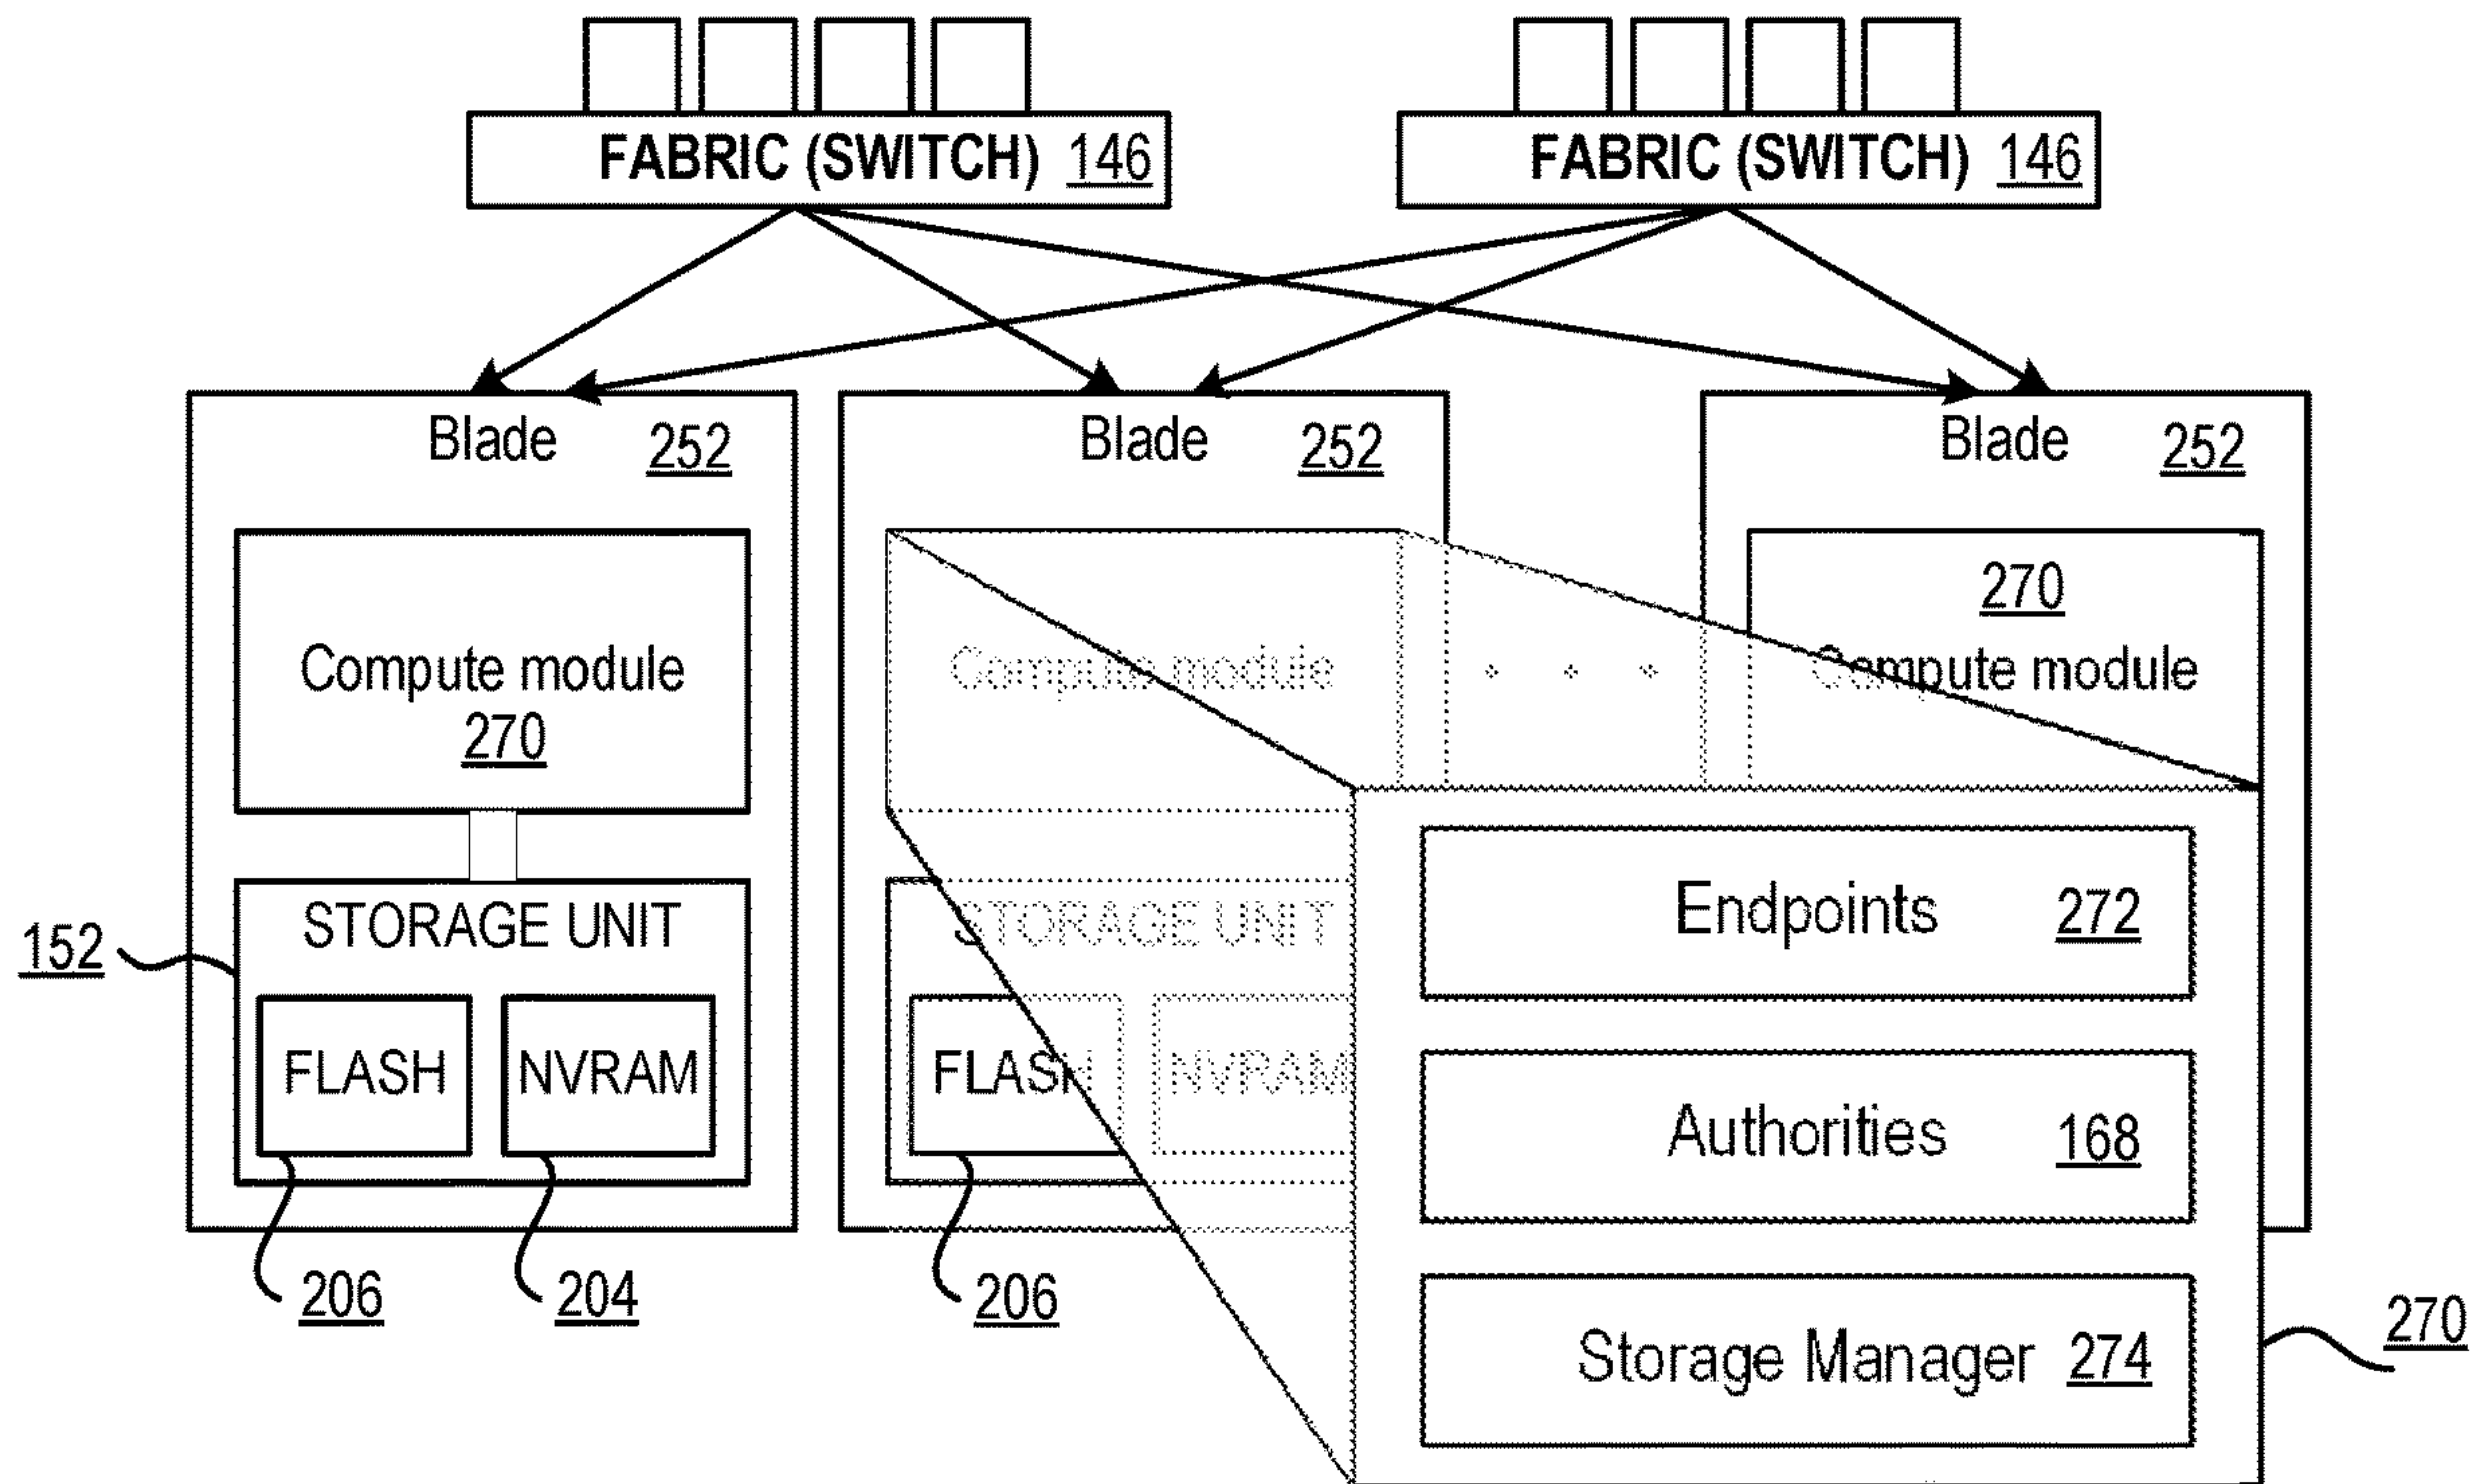 FABRIC (SWITCH) 146
FABRIC (SWITCH) 146
Blade 252
Blade 252
Blade 252
Compute module
270
Compute module
270
Compute module
STORAGE UNIT
152
FLASH
NVRAM
206
204
STORAGE UNIT
FLASH
NVRAM
206
Endpoints 272
Authorities 168
Storage Manager 274
270